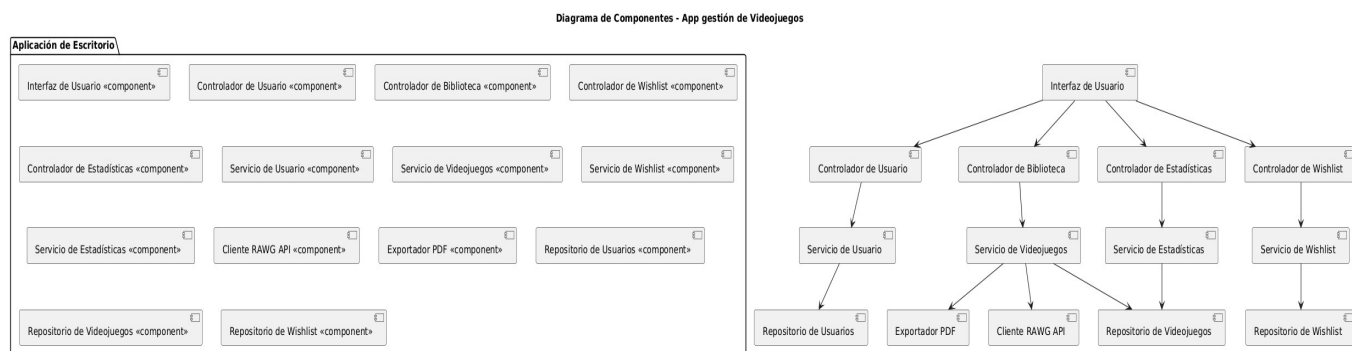 Diagrama de Componentes - App gestión de Videojuegos
Aplicación de Escritorio
Interfaz de Usuario «component»
Controlador de Usuario «component»
Controlador de Biblioteca «component»
Controlador de Wishlist «component»
Controlador de Estadísticas «component»
Servicio de Usuario «component»
Servicio de Videojuegos «component»
Servicio de Wishlist «component»
Servicio de Estadísticas «component»
Cliente RAWG API «component»
Exportador PDF «component»
Repositorio de Usuarios «component»
Repositorio de Videojuegos «component»
Repositorio de Wishlist «component»
Interfaz de Usuario
Controlador de Usuario
Controlador de Biblioteca
Controlador de Estadísticas
Controlador de Wishlist
Servicio de Usuario
Servicio de Videojuegos
Servicio de Estadísticas
Servicio de Wishlist
Repositorio de Usuarios
Exportador PDF
Cliente RAWG API
Repositorio de Videojuegos
Repositorio de Wishlist